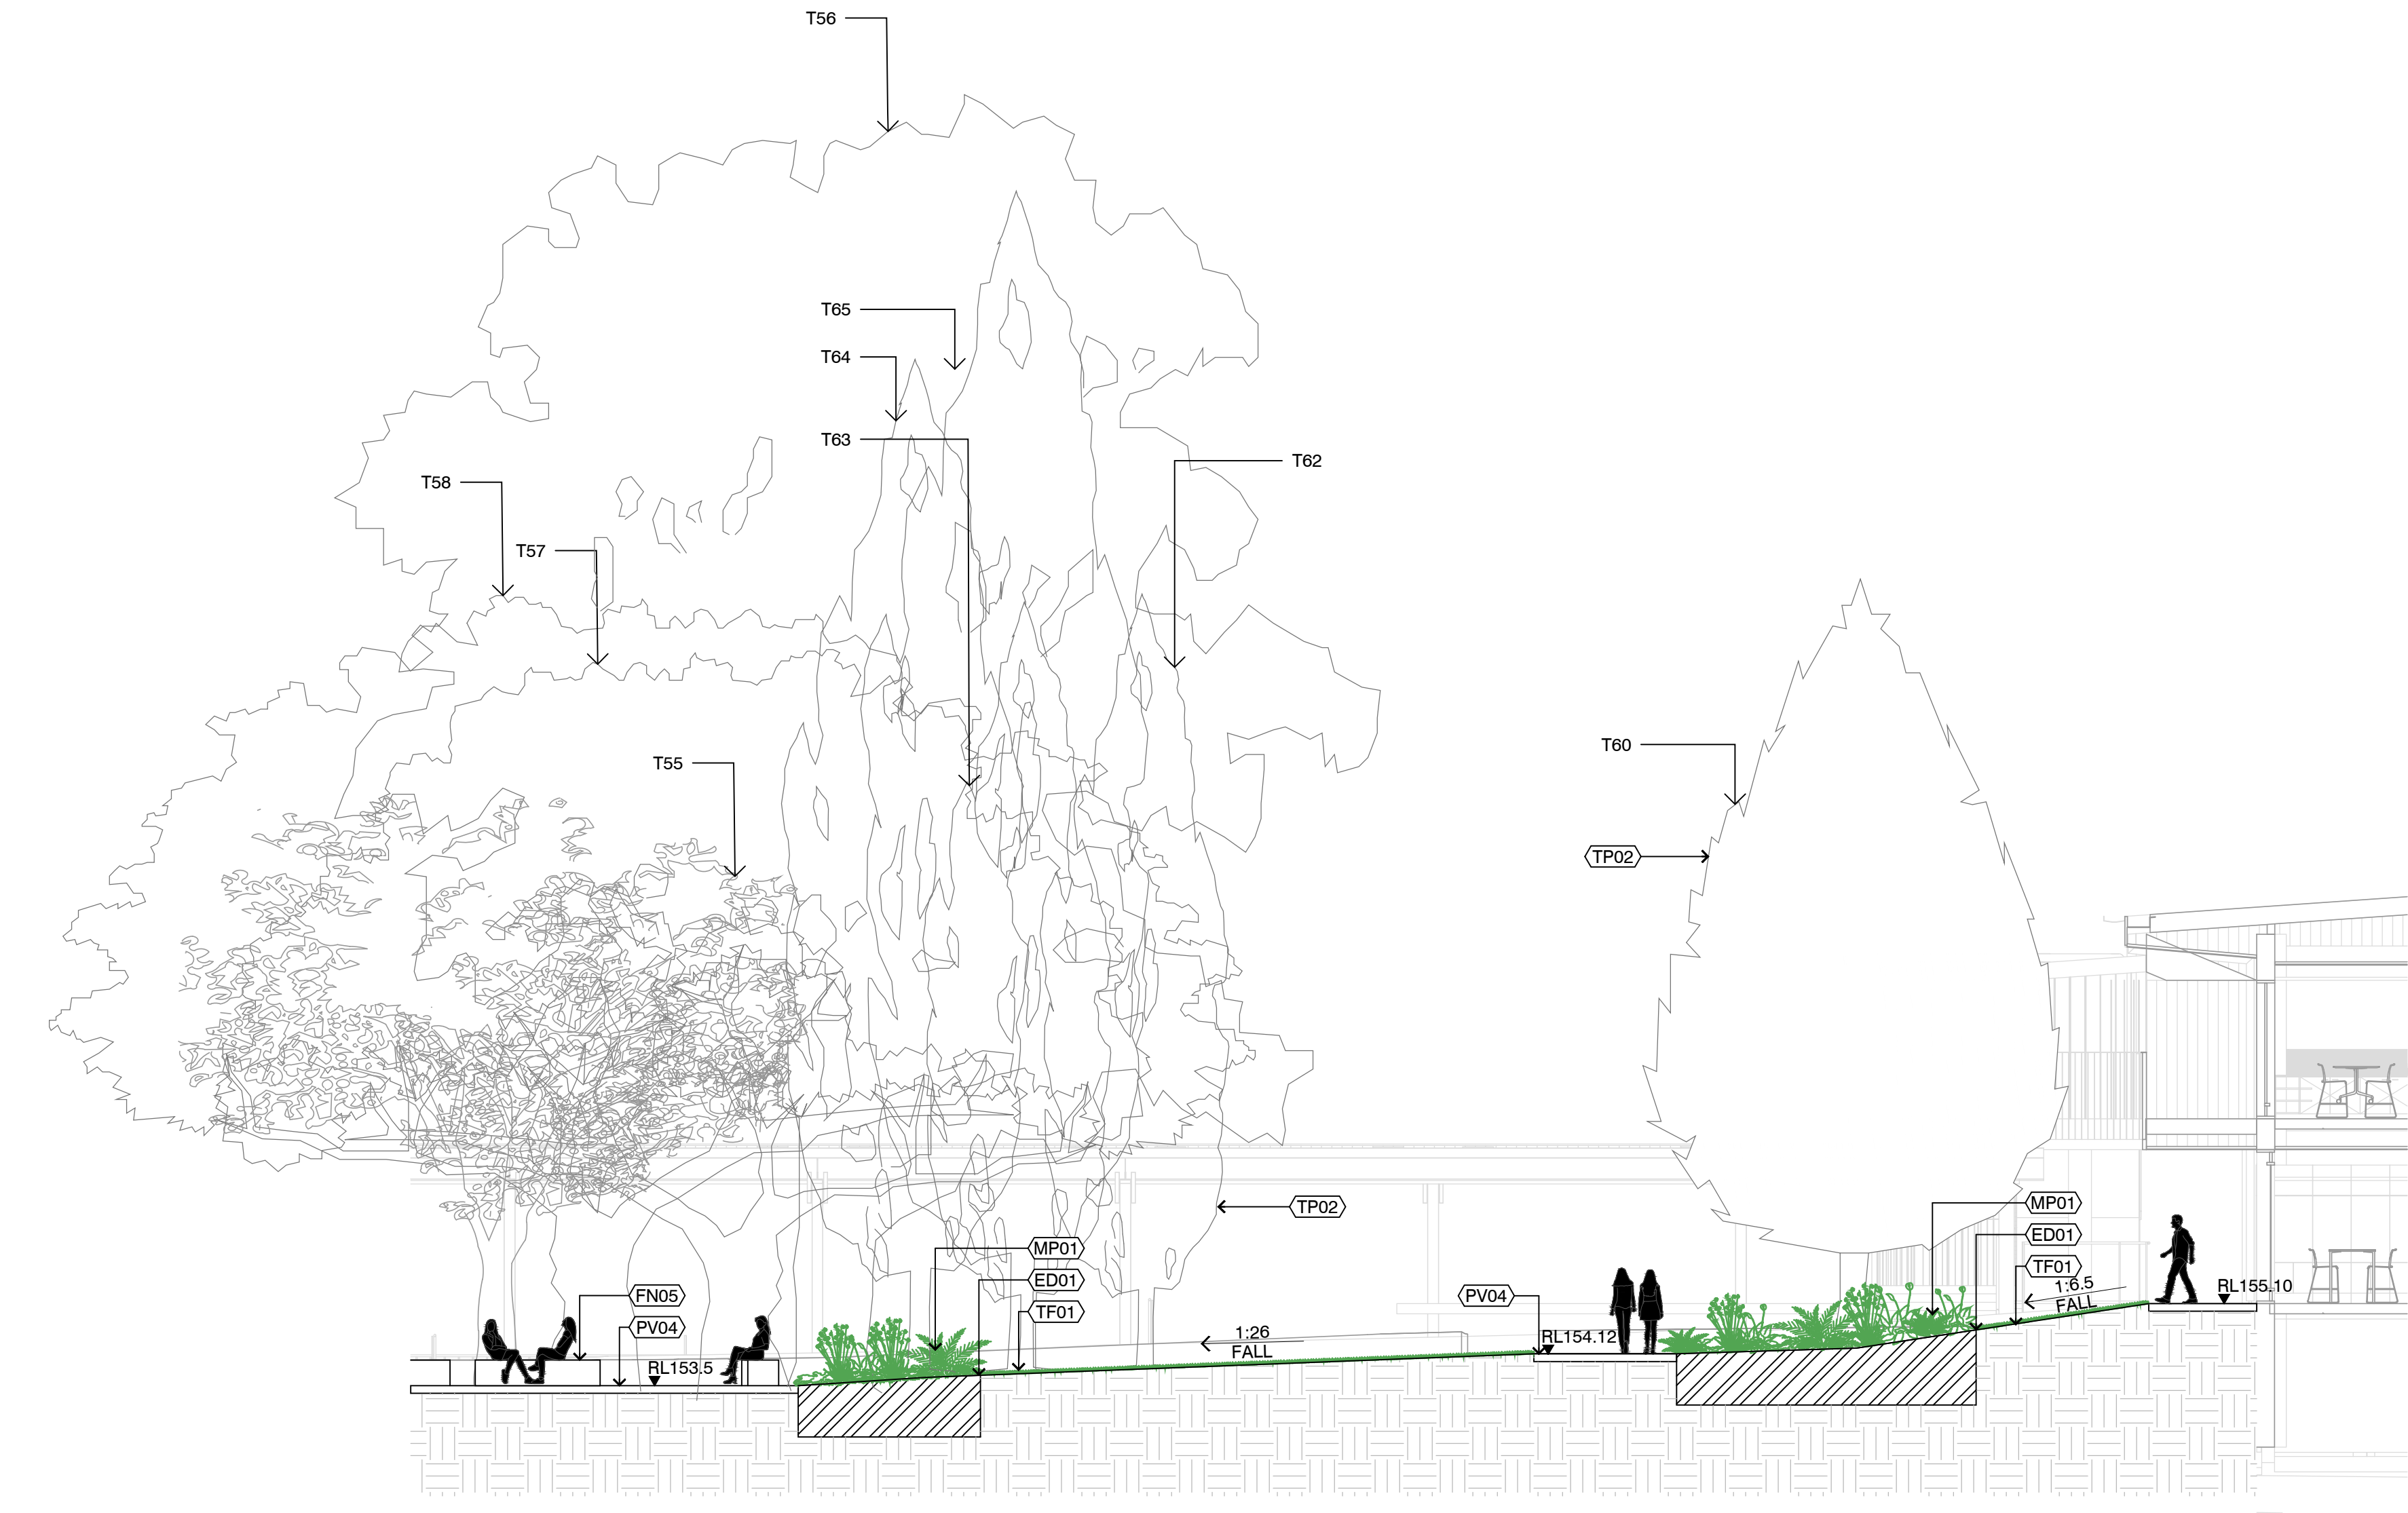 T56
T65
T64
T63
T62
T58
T57
T60
T55
TP02
TP02
MP01
ED01
TF01
1:6.5
FALL
RL155.10
MP01
ED01
TF01
FN05
PV04
RL153.5
1:26
FALL
PV04
RL154.12